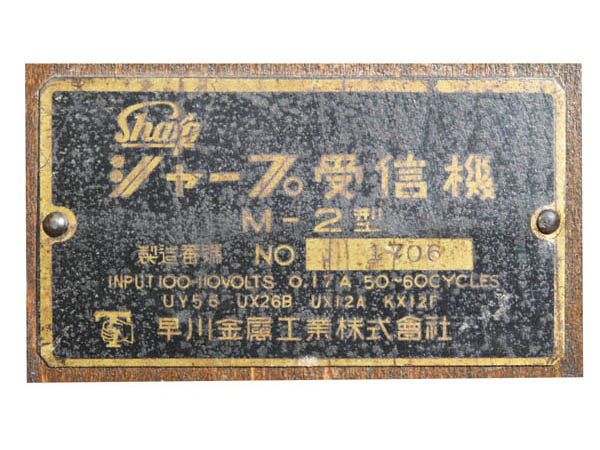 Sharp
シャープ受信機
M-2型
製造番號 NO 1706
INPUT 100-110VOLTS 0.17A 50~60CYCLES
UY56 UX26B UX12A KX12F
早川金属工業株式會社